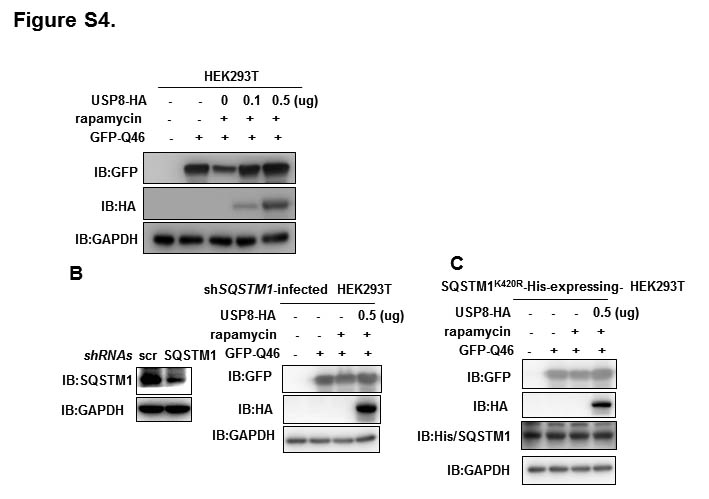 Figure S4.
HEK293T
USP8-HA - - 0 0.1 0.5 (ug)
rapamycin - - + + +
GFP-Q46 - + + + +
IB:GFP
IB:HA
IB:GAPDH
B
shSQSTM1-infected HEK293T
USP8-HA - - - 0.5 (ug)
rapamycin - - + +
GFP-Q46 - + + +
shRNAs scr SQSTM1
IB:SQSTM1
IB:GAPDH
IB:GFP
IB:HA
IB:GAPDH
C
SQSTM1K420R-His-expressing- HEK293T
USP8-HA - - - 0.5 (ug)
rapamycin - - + +
GFP-Q46 - + + +
IB:GFP
IB:HA
IB:His/SQSTM1
IB:GAPDH